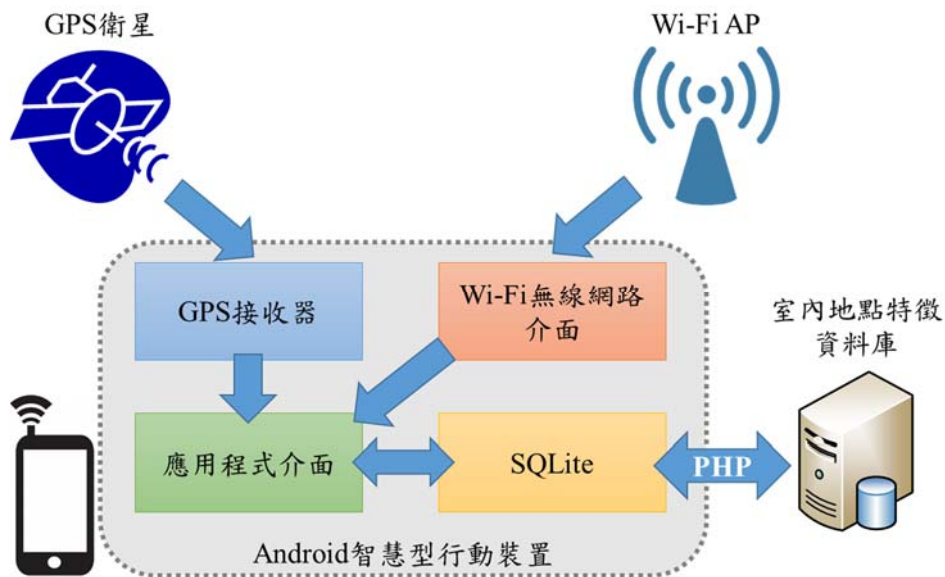 GPS衛星
Wi-Fi AP
GPS接收器
Wi-Fi無線網路
介面
室內地點特徵
資料庫
應用程式介面
SQLite
PHP
Android智慧型行動裝置